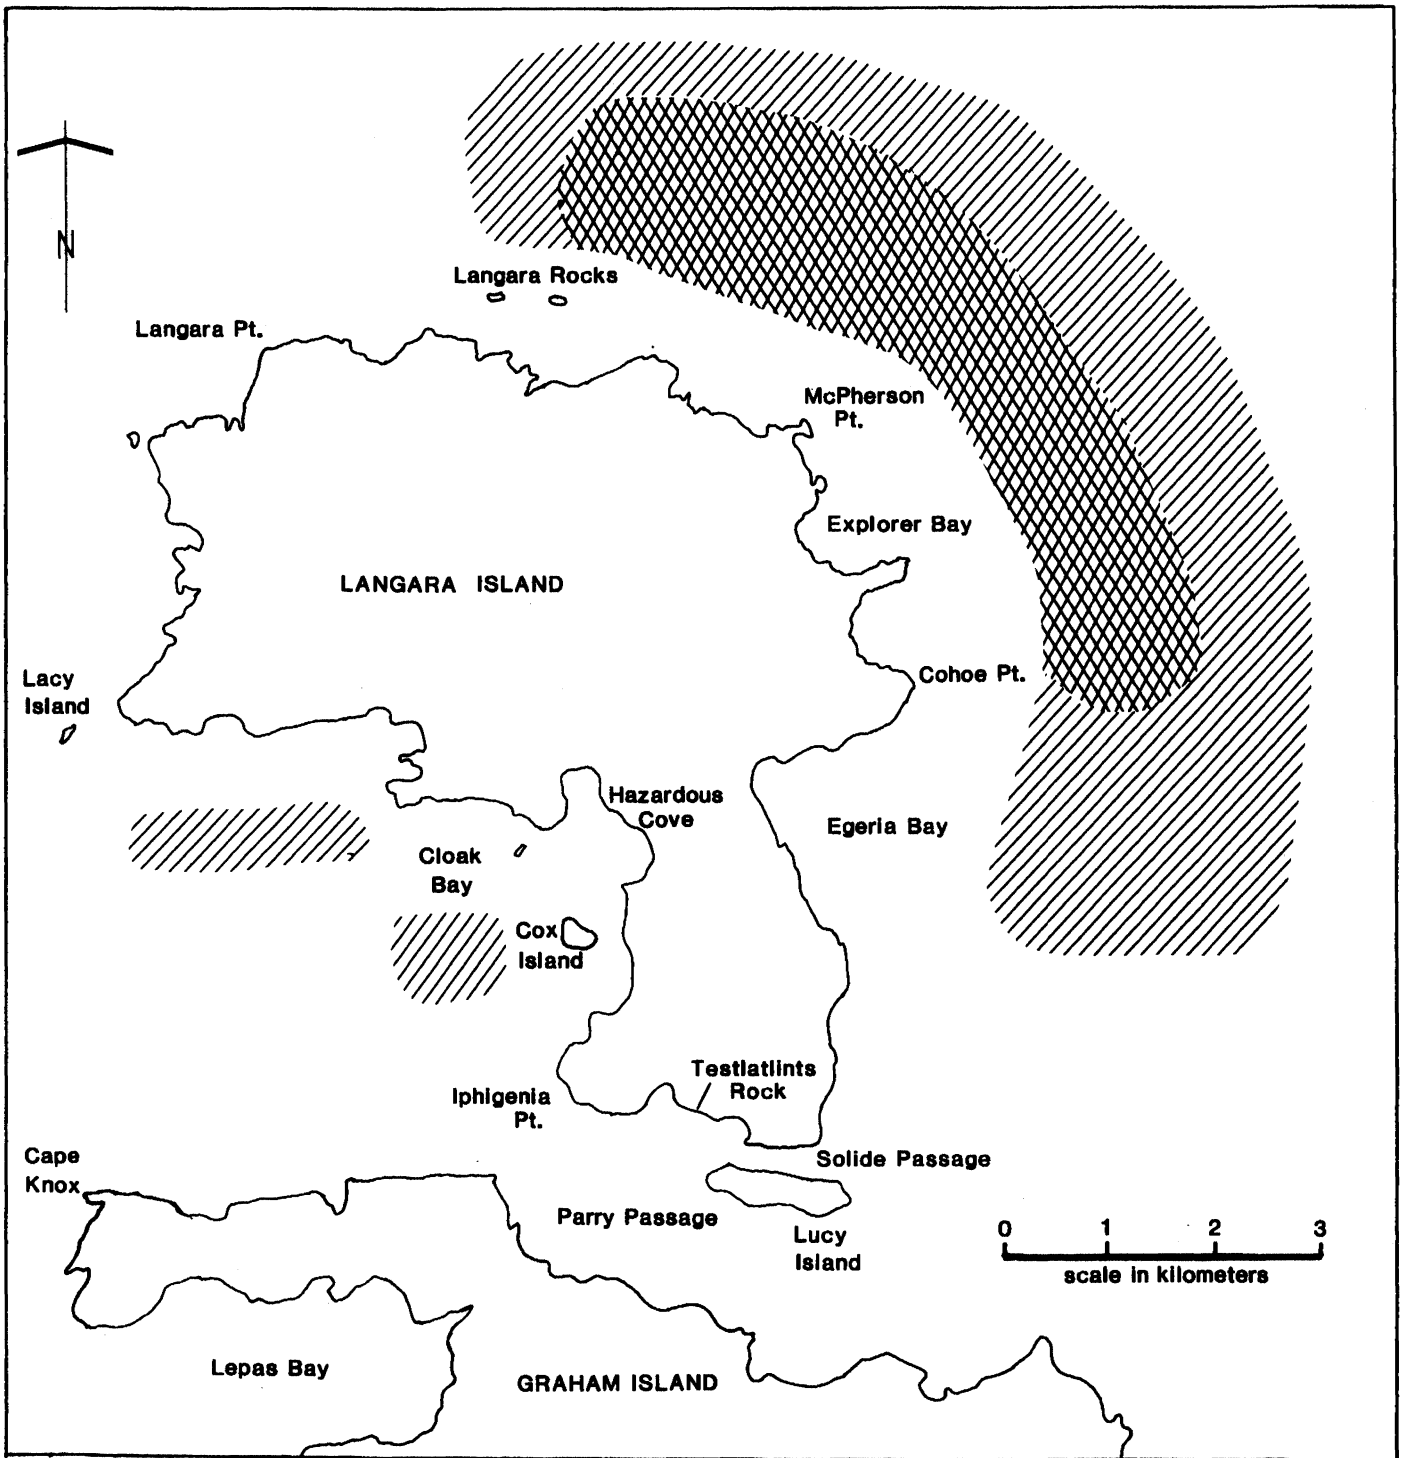 N
Langara Rocks
Langara Pt.
McPherson
Pt.
Explorer Bay
LANGARA ISLAND
Cohoe Pt.
Lacy
Island
Hazardous
Cove
Egeria Bay
Cloak
Bay
Cox
Island
Testlatlints
Rock
Iphigenia
Pt.
Cape
Knox
Solide Passage
Parry Passage
Lucy
Island
0 1 2 3
scale in kilometers
Lepas Bay
GRAHAM ISLAND